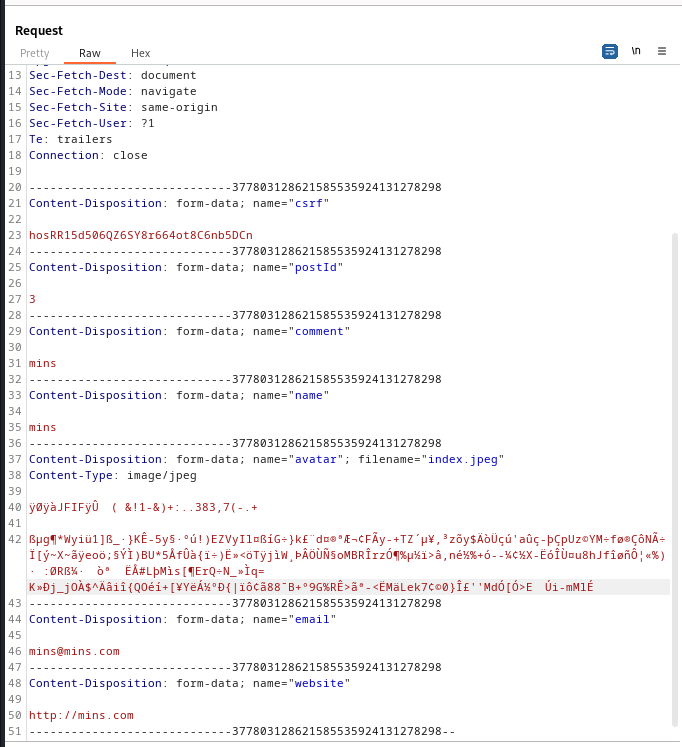 Request
Pretty Raw Hex
\n
13 Sec-Fetch-Dest: document
14 Sec-Fetch-Mode: navigate
15 Sec-Fetch-Site: same-origin
16 Sec-Fetch-User: ?1
17 Te: trailers
18 Connection: close
19
20 -----------------------------377803128621585535924131278298
21 Content-Disposition: form-data; name="csrf"
22
23 hosRR15d506QZ6SY8r664ot8C6nb5DCn
24 -----------------------------377803128621585535924131278298
25 Content-Disposition: form-data; name="postId"
26
27 3
28 -----------------------------377803128621585535924131278298
29 Content-Disposition: form-data; name="comment"
30
31 mins
32 -----------------------------377803128621585535924131278298
33 Content-Disposition: form-data; name="name"
34
35 mins
36 -----------------------------377803128621585535924131278298
37 Content-Disposition: form-data; name="avatar"; filename="index.jpeg"
38 Content-Type: image/jpeg
39
40 ÿØÿàJFIFÿÛ ( &!1-&)+:..383,7(-.+
41
42
43 -----------------------------377803128621585535924131278298
44 Content-Disposition: form-data; name="email"
45
46 mins@mins.com
47 -----------------------------377803128621585535924131278298
48 Content-Disposition: form-data; name="website"
49
50 http://mins.com
51 -----------------------------377803128621585535924131278298--